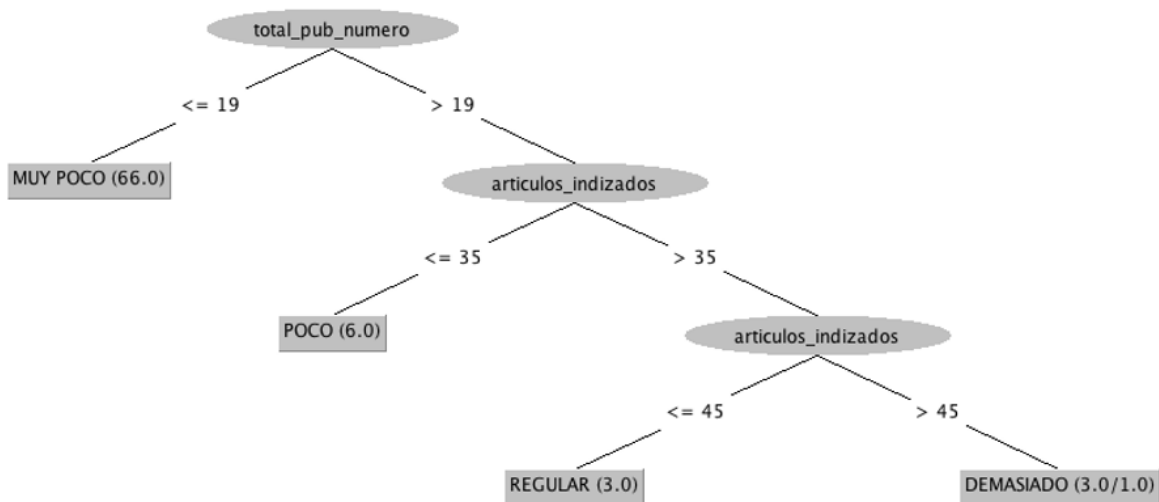 total_pub_numero
<= 19
> 19
MUY POCO (66.0)
articulos_indizados
<= 35
> 35
POCO (6.0)
articulos_indizados
<= 45
> 45
REGULAR (3.0)
DEMASIADO (3.0/1.0)